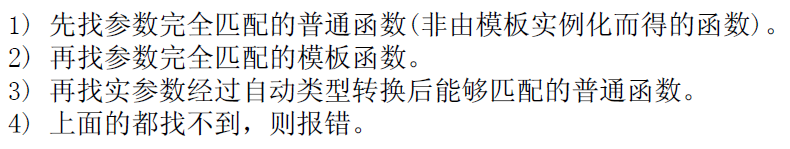 1) 先找参数完全匹配的普通函数(非由模板实例化而得的函数)。
2) 再找参数完全匹配的模板函数。
3) 再找实参数经过自动类型转换后能够匹配的普通函数。
4) 上面的都找不到，则报错。